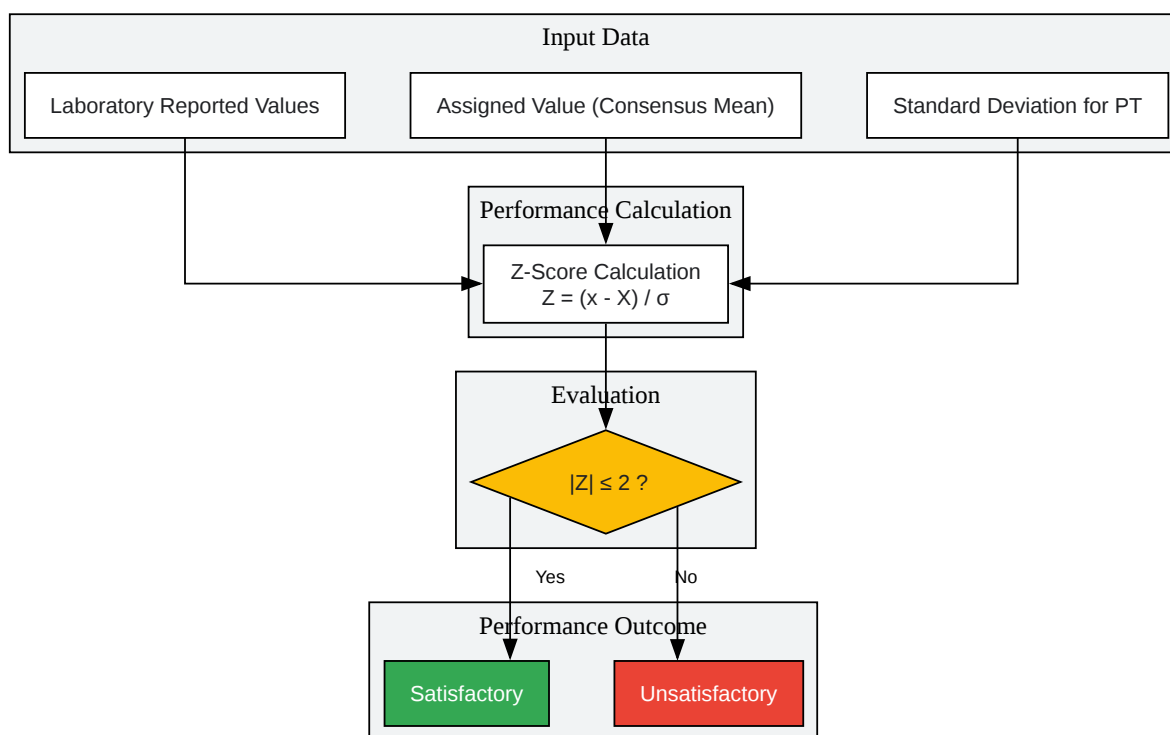 Input Data
Laboratory Reported Values
Assigned Value (Consensus Mean)
Standard Deviation for PT
Performance Calculation
Z-Score Calculation
Z = (x - X) / σ
Evaluation
|Z| ≤ 2 ?
Yes
No
Performance Outcome
Satisfactory
Unsatisfactory